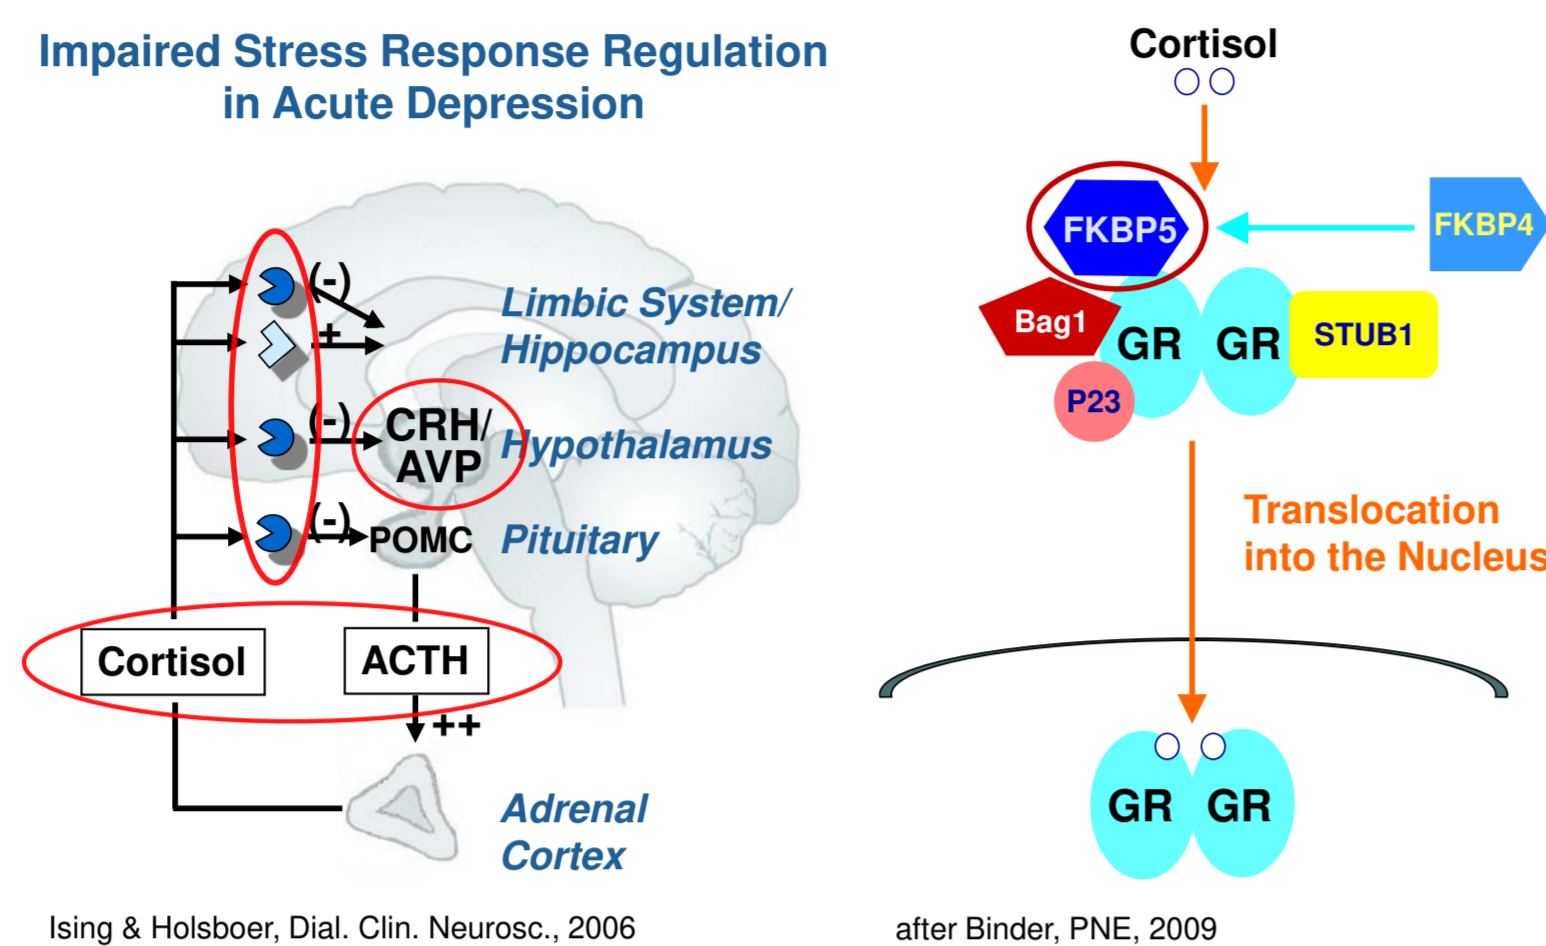 Impaired Stress Response Regulation
in Acute Depression
(-)
+
Limbic System/
Hippocampus
(-)
CRH/
AVP
Hypothalamus
(-)
POMC
Pituitary
Cortisol
ACTH
++
Adrenal
Cortex
Ising & Holsboer, Dial. Clin. Neurosc., 2006
Cortisol
FKBP5
FKBP4
Bag1
GR
GR
STUB1
P23
Translocation
into the Nucleus
GR
GR
after Binder, PNE, 2009